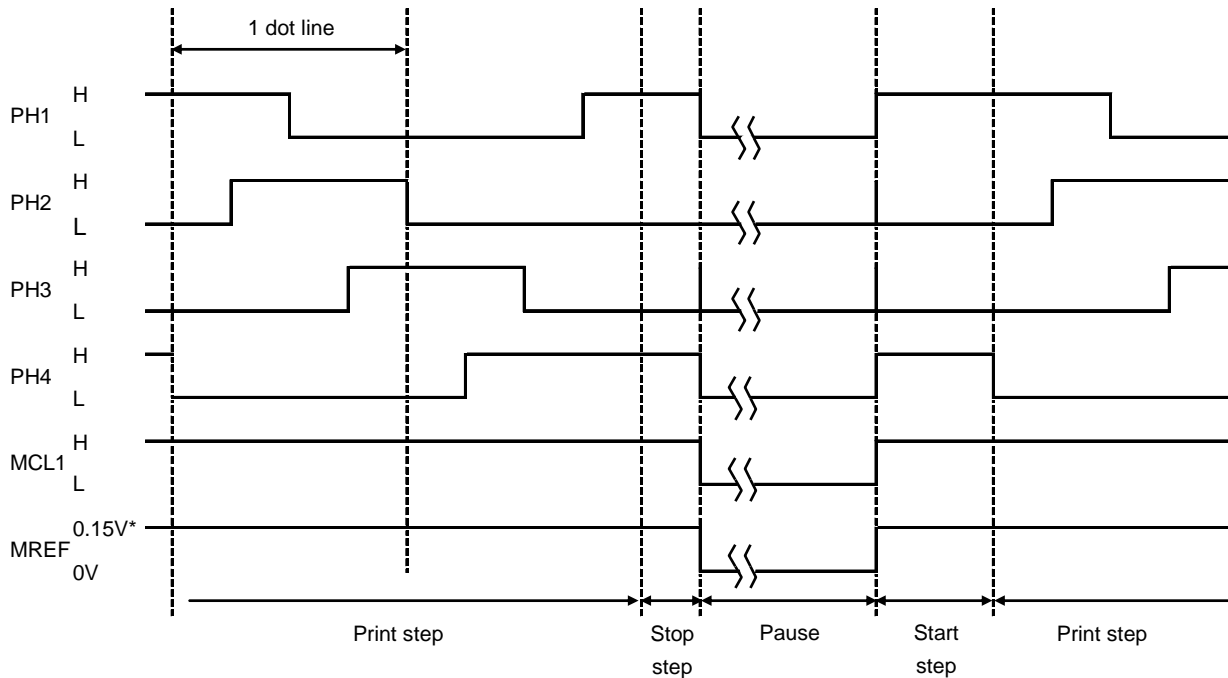 1 dot line
H
PH1
L
H
PH2
L
H
PH3
L
H
PH4
L
H
MCL1
L
0.15V*
MREF
0V
Print step
Stop
step
Pause
Start
step
Print step